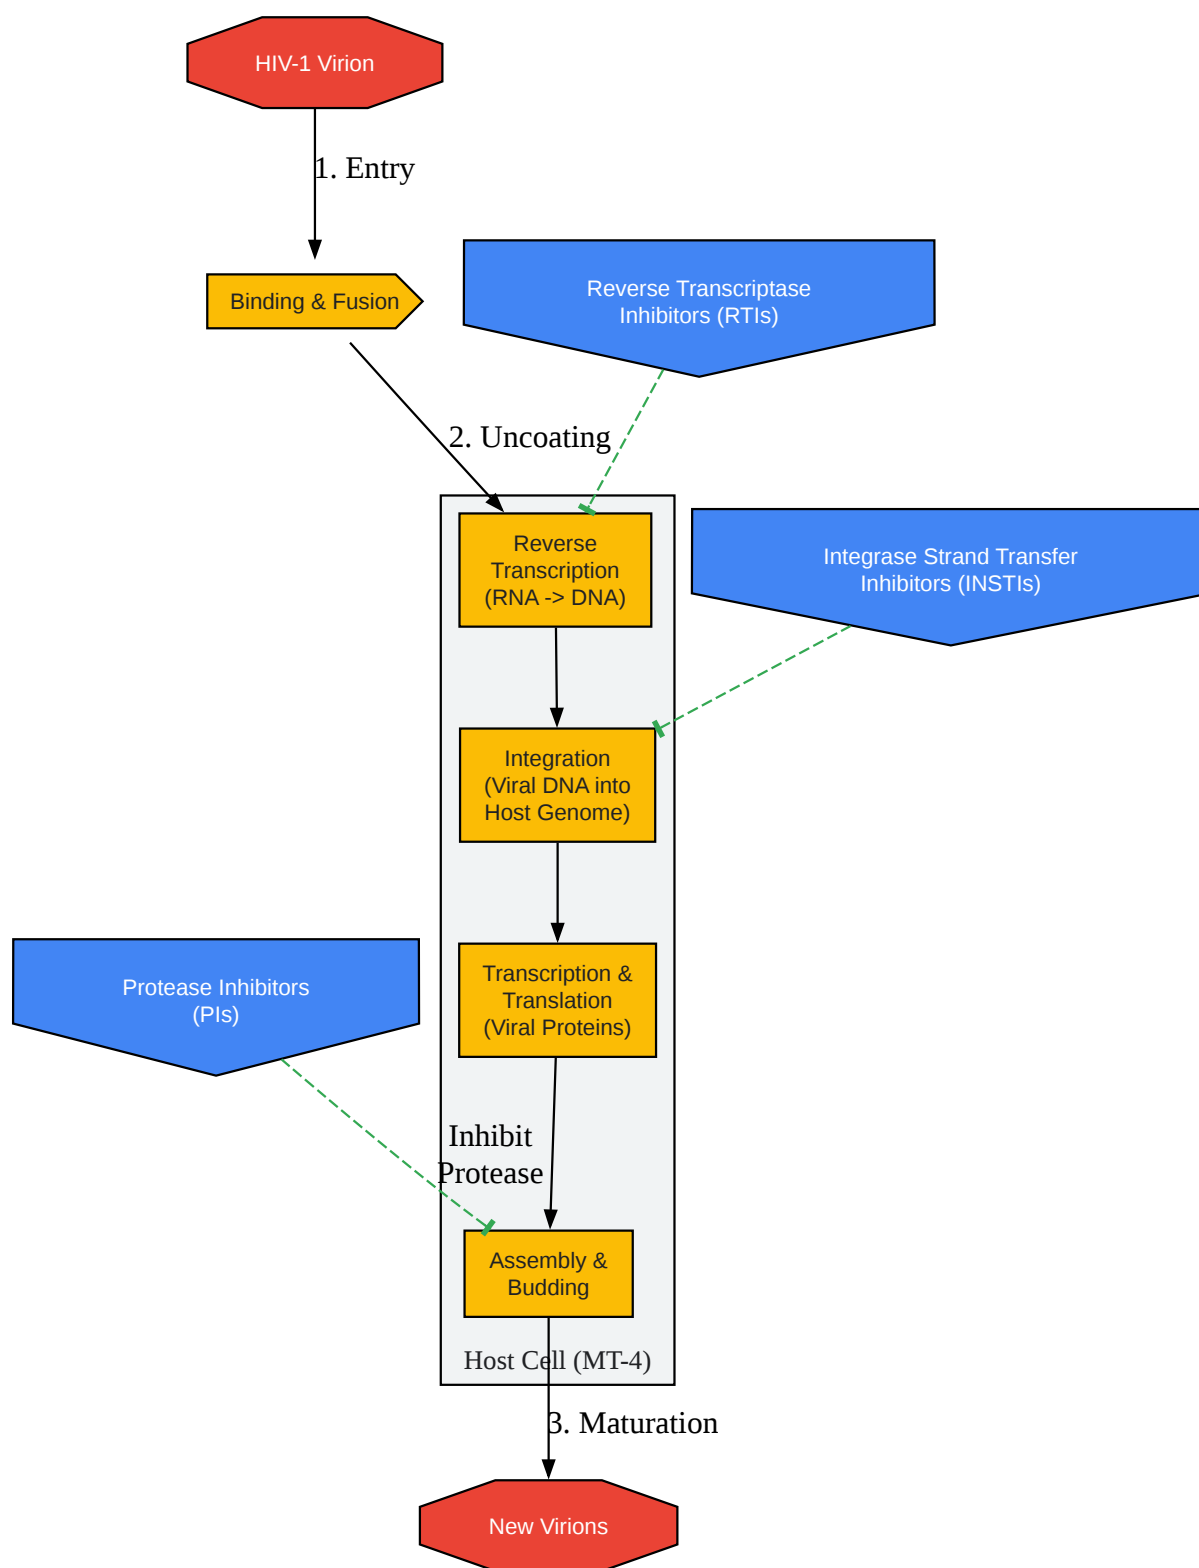 HIV-1 Virion
1. Entry
Binding & Fusion
Reverse Transcriptase
Inhibitors (RTIs)
2. Uncoating
Reverse
Transcription
(RNA -> DNA)
Integrase Strand Transfer
Inhibitors (INSTIs)
Integration
(Viral DNA into
Host Genome)
Transcription &
Translation
(Viral Proteins)
Protease Inhibitors
(PIs)
Inhibit
Protease
Assembly &
Budding
Host Cell (MT-4)
3. Maturation
New Virions